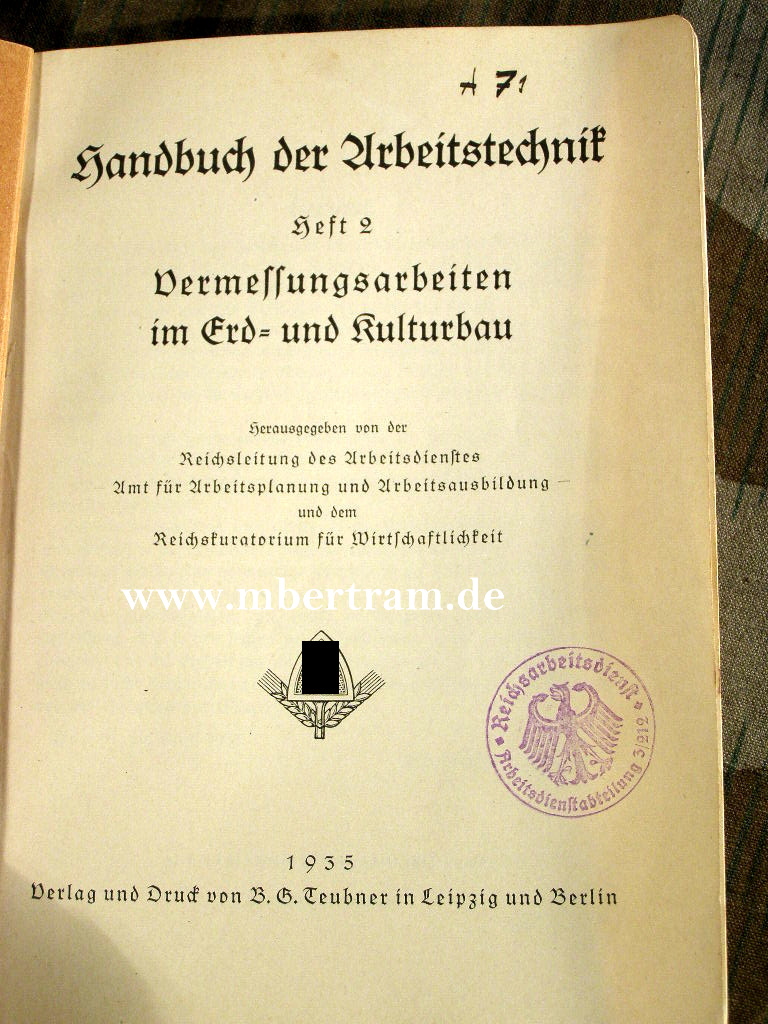 A 71
Handbuch der Arbeitstechnik
Heft 2
Vermessungsarbeiten
im Erd- und Kulturbau
Herausgegeben von der
Reichsleitung des Arbeitsdienstes
— Amt für Arbeitsplanung und Arbeitsausbildung —
und dem
Reichskuratorium für Wirtschaftlichkeit
www.mbertram.de
Reichsarbeitsdienst
Arbeitsdienstabteilung 3/212
1935
Verlag und Druck von B. G. Teubner in Leipzig und Berlin